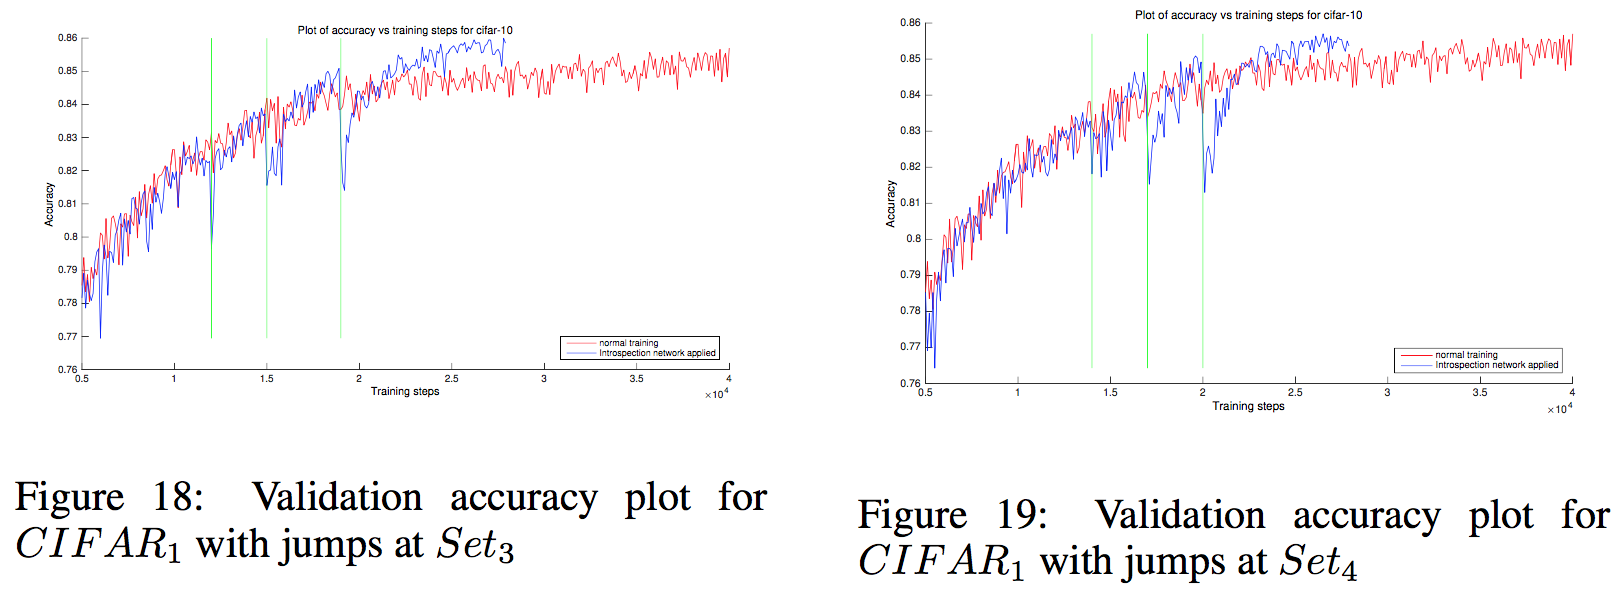 Plot of accuracy vs training steps for cifar-10
0.86
0.85
0.84
0.83
0.82
0.81
0.8
0.79
0.78
0.77
0.76
Accuracy
0.5 1 1.5 2 2.5 3 3.5 4
Training steps
×10⁴
normal training
Introspection network applied
Figure 18: Validation accuracy plot for
CIFAR₁ with jumps at Set₃
Plot of accuracy vs training steps for cifar-10
0.86
0.85
0.84
0.83
0.82
0.81
0.8
0.79
0.78
0.77
0.76
Accuracy
0.5 1 1.5 2 2.5 3 3.5 4
Training steps
×10⁴
normal training
Introspection network applied
Figure 19: Validation accuracy plot for
CIFAR₁ with jumps at Set₄